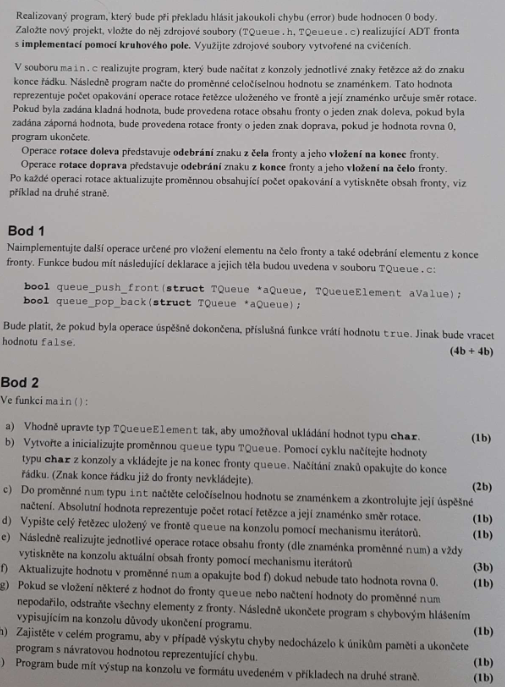 Realizovaný program, který bude při překladu hlásit jakoukoli chybu (error) bude hodnocen 0 body.
Založte nový projekt, vložte do něj zdrojové soubory (TQueue.h, TQeueue.c) realizující ADT fronta
s implementací pomocí kruhového pole. Využijte zdrojové soubory vytvořené na cvičeních.
V souboru main.c realizujte program, který bude načítat z konzoly jednotlivé znaky řetězce až do znaku
konce řádku. Následně program načte do proměnné celočíselnou hodnotu se znaménkem. Tato hodnota
reprezentuje počet opakování operace rotace řetězce uloženého ve frontě a její znaménko určuje směr rotace.
Pokud byla zadána kladná hodnota, bude provedena rotace obsahu fronty o jeden znak doleva, pokud byla
zadána záporná hodnota, bude provedena rotace fronty o jeden znak doprava, pokud je hodnota rovna 0,
program ukončete.
Operace rotace doleva představuje odebrání znaku z čela fronty a jeho vložení na konec fronty.
Operace rotace doprava představuje odebrání znaku z konce fronty a jeho vložení na čelo fronty.
Po každé operaci rotace aktualizujte proměnnou obsahující počet opakování a vytiskněte obsah fronty, viz
příklad na druhé straně.
Bod 1
Naimplementujte další operace určené pro vložení elementu na čelo fronty a také odebrání elementu z konce
fronty. Funkce budou mít následující deklarace a jejich těla budou uvedena v souboru TQueue.c:
bool queue_push_front(struct TQueue *aQueue, TQueueElement aValue);
bool queue_pop_back(struct TQueue *aQueue);
Bude platit, že pokud byla operace úspěšně dokončena, příslušná funkce vrátí hodnotu true. Jinak bude vracet
hodnotu false.
(4b + 4b)
Bod 2
Ve funkci main():
a) Vhodně upravte typ TQueueElement tak, aby umožňoval ukládání hodnot typu char. (1b)
b) Vytvořte a inicializujte proměnnou queue typu TQueue. Pomocí cyklu načítejte hodnoty
typu char z konzoly a vkládejte je na konec fronty queue. Načítání znaků opakujte do konce
řádku. (Znak konce řádku již do fronty nevkládejte). (2b)
c) Do proměnné num typu int načtěte celočíselnou hodnotu se znaménkem a zkontrolujte její úspěšné
načtení. Absolutní hodnota reprezentuje počet rotací řetězce a její znaménko směr rotace. (1b)
d) Vypište celý řetězec uložený ve frontě queue na konzolu pomocí mechanismu iterátorů. (1b)
e) Následně realizujte jednotlivé operace rotace obsahu fronty (dle znaménka proměnné num) a vždy
vytiskněte na konzolu aktuální obsah fronty pomocí mechanismu iterátorů (3b)
f) Aktualizujte hodnotu v proměnné num a opakujte bod f) dokud nebude tato hodnota rovna 0. (1b)
g) Pokud se vložení některé z hodnot do fronty queue nebo načtení hodnoty do proměnné num
nepodařilo, odstraňte všechny elementy z fronty. Následně ukončete program s chybovým hlášením
vypisujícím na konzolu důvody ukončení programu. (1b)
h) Zajistěte v celém programu, aby v případě výskytu chyby nedocházelo k únikům paměti a ukončete
program s návratovou hodnotou reprezentující chybu. (1b)
) Program bude mít výstup na konzolu ve formátu uvedeném v příkladech na druhé straně. (1b)